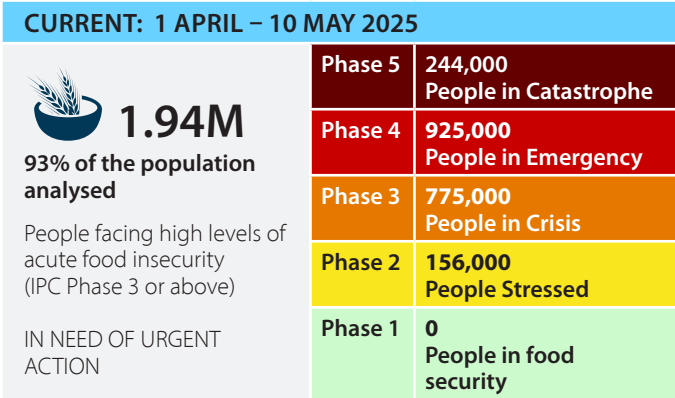 CURRENT: 1 APRIL – 10 MAY 2025
1.94M
93% of the population
analysed
People facing high levels of
acute food insecurity
(IPC Phase 3 or above)
IN NEED OF URGENT
ACTION
Phase 5
244,000
People in Catastrophe
Phase 4
925,000
People in Emergency
Phase 3
775,000
People in Crisis
Phase 2
156,000
People Stressed
Phase 1
0
People in food
security